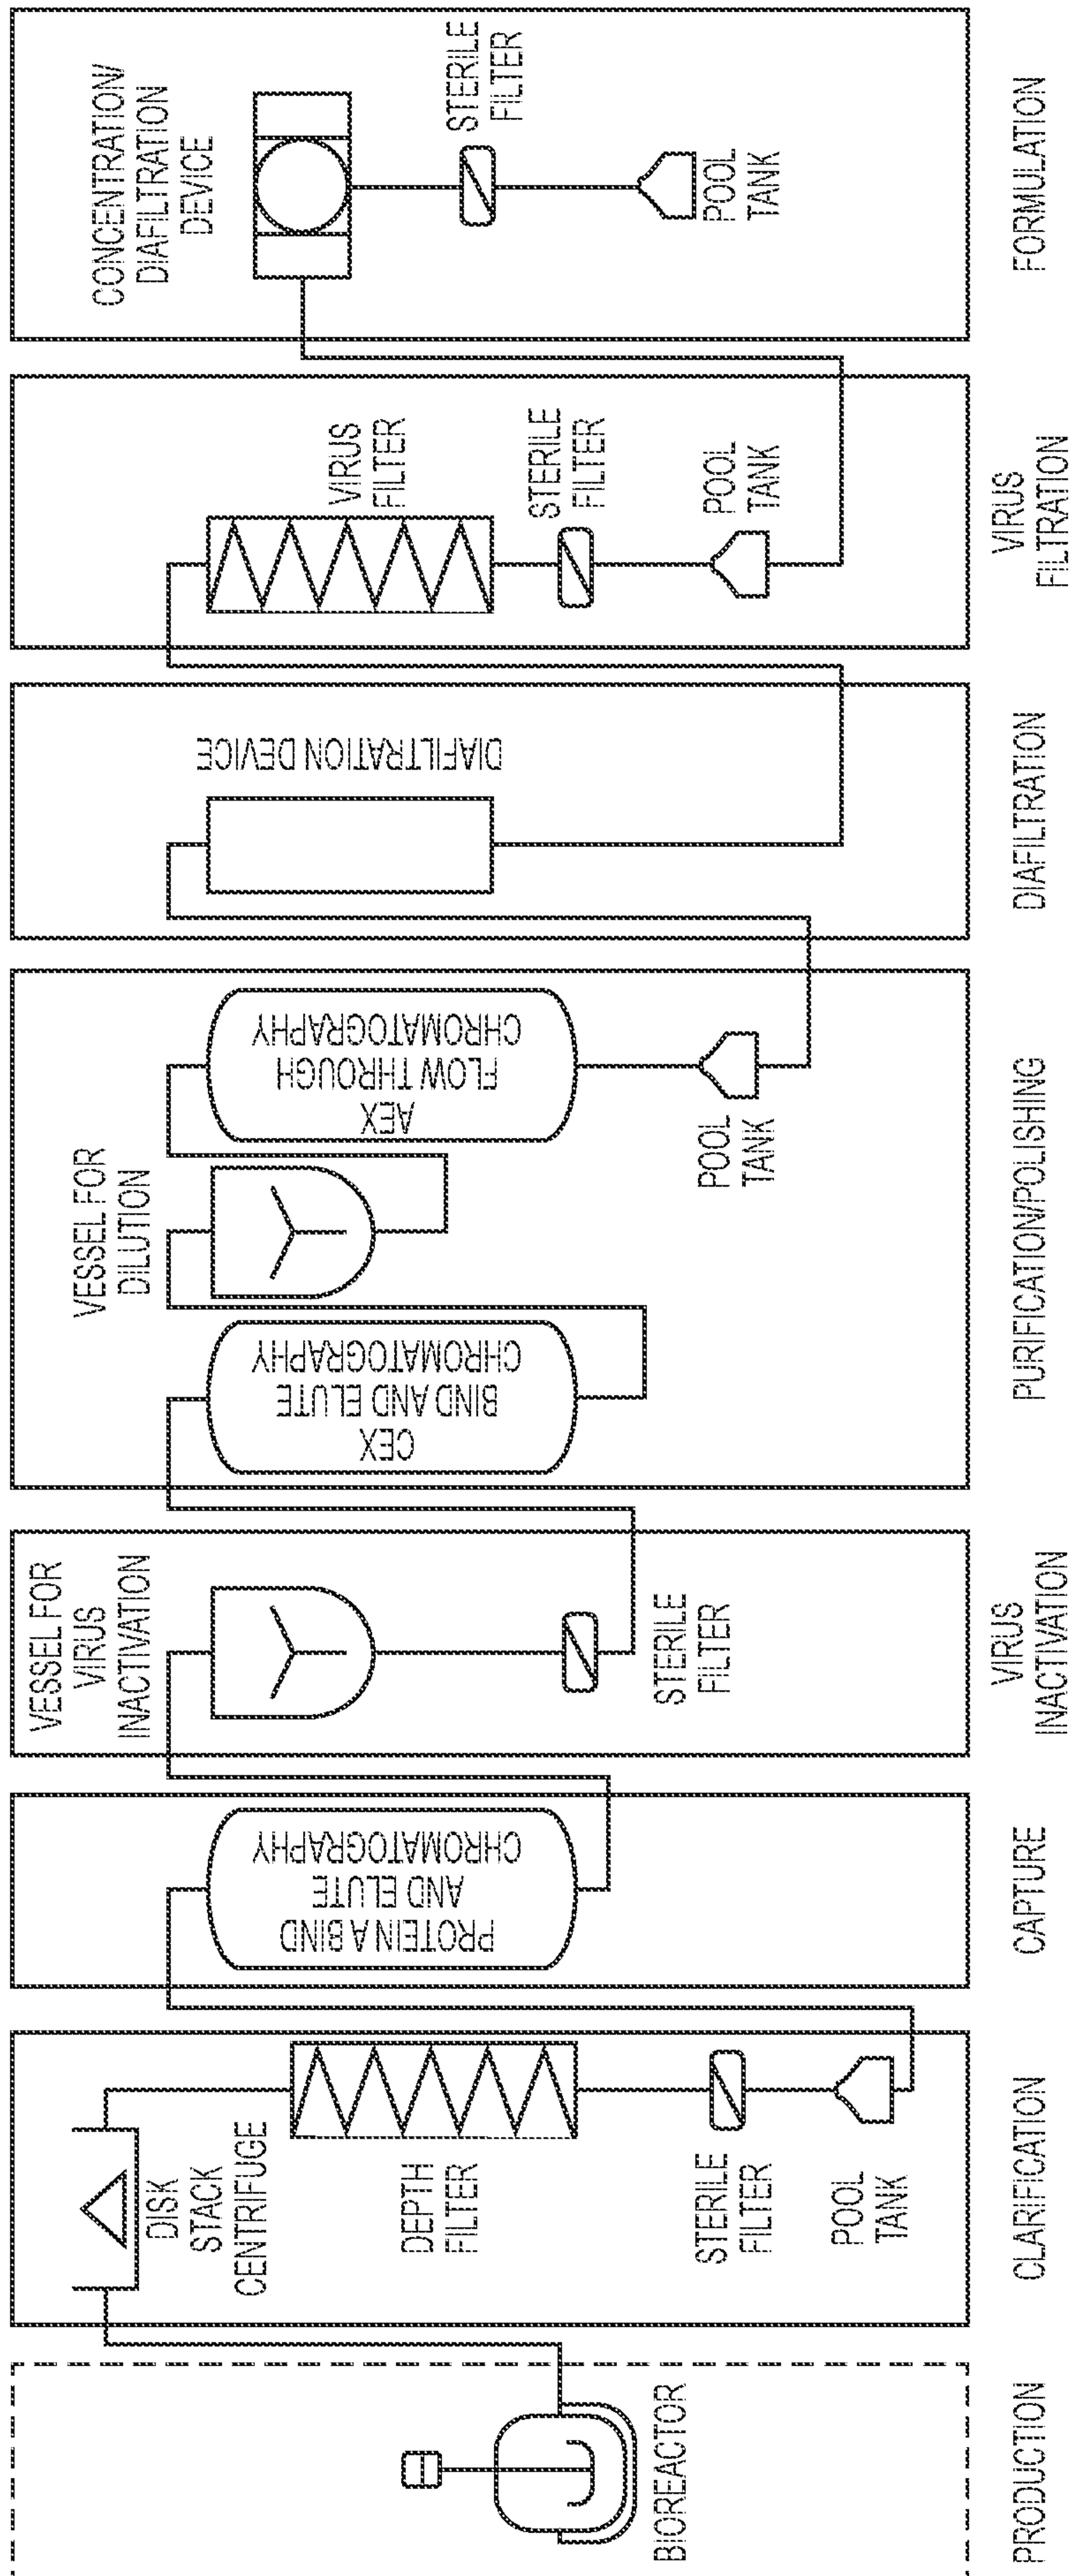 BIOREACTOR
PRODUCTION
DISK
STACK
CENTRIFUGE
DEPTH
FILTER
STERILE
FILTER
POOL
TANK
CLARIFICATION
PROTEIN A BIND
AND ELUTE
CHROMATOGRAPHY
CAPTURE
VESSEL FOR
VIRUS
INACTIVATION
STERILE
FILTER
VIRUS
INACTIVATION
CEX
BIND AND ELUTE
CHROMATOGRAPHY
VESSEL FOR
DILUTION
AEX
FLOW THROUGH
CHROMATOGRAPHY
POOL
TANK
PURIFICATION/POLISHING
DIAFILTRATION DEVICE
DIAFILTRATION
VIRUS
FILTER
STERILE
FILTER
POOL
TANK
VIRUS
FILTRATION
CONCENTRATION/
DIAFILTRATION
DEVICE
STERILE
FILTER
POOL
TANK
FORMULATION